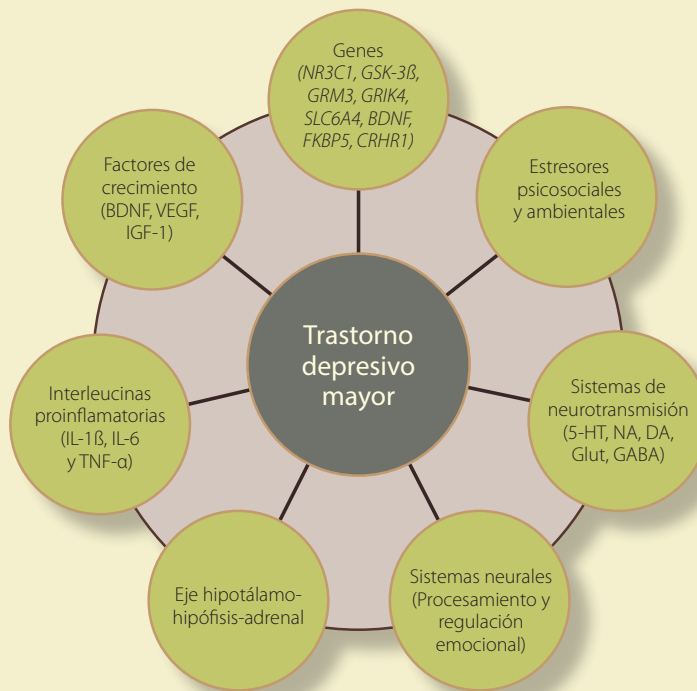 Genes
(NR3C1, GSK-3ß,
GRM3, GRIK4,
SLC6A4, BDNF,
FKBP5, CRHR1)
Estresores
psicosociales
y ambientales
Sistemas de
neurotransmisión
(5-HT, NA, DA,
Glut, GABA)
Sistemas neurales
(Procesamiento y
regulación
emocional)
Eje hipotálamo-
hipófisis-adrenal
Interleucinas
proinflamatorias
(IL-1ß, IL-6
y TNF-α)
Factores de
crecimiento
(BDNF, VEGF,
IGF-1)
Trastorno
depresivo
mayor